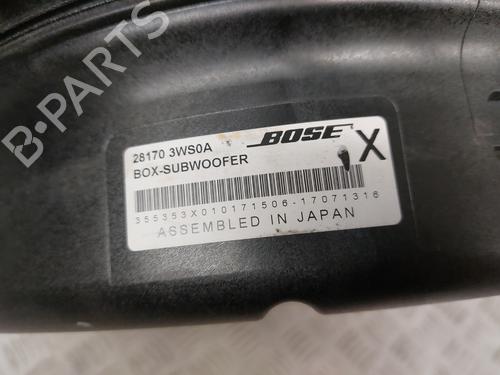 B-PARTS
28170 3WS0A
BOSE
BOX-SUBWOOFER
X
355353X010171506-17071316
ASSEMBLED IN JAPAN